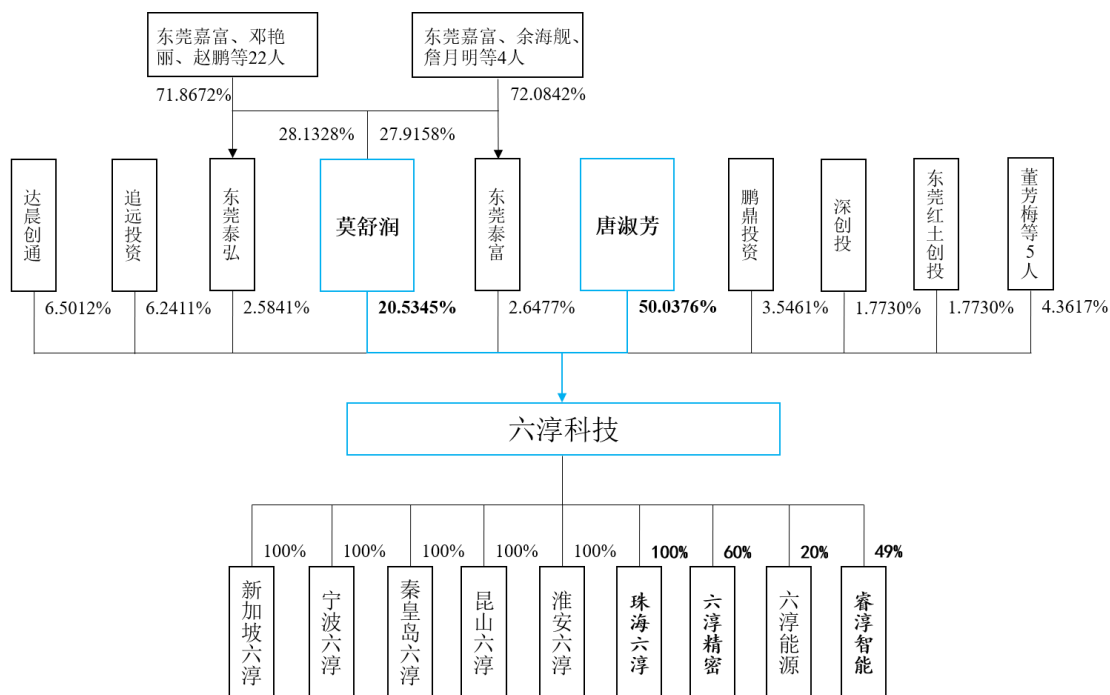 东莞嘉富、邓艳
丽、赵鹏等22人
东莞嘉富、余海舰、
詹月明等4人
71.8672%
72.0842%
28.1328%
27.9158%
达晨创通
追远投资
东莞泰弘
莫舒润
东莞泰富
唐淑芳
鹏鼎投资
深创投
东莞红土创投
董芳梅等5人
6.5012%
6.2411%
2.5841%
20.5345%
2.6477%
50.0376%
3.5461%
1.7730%
1.7730%
4.3617%
六淳科技
100%
100%
100%
100%
100%
100%
60%
20%
49%
新加坡六淳
宁波六淳
秦皇岛六淳
昆山六淳
淮安六淳
珠海六淳
六淳精密
六淳能源
睿淳智能